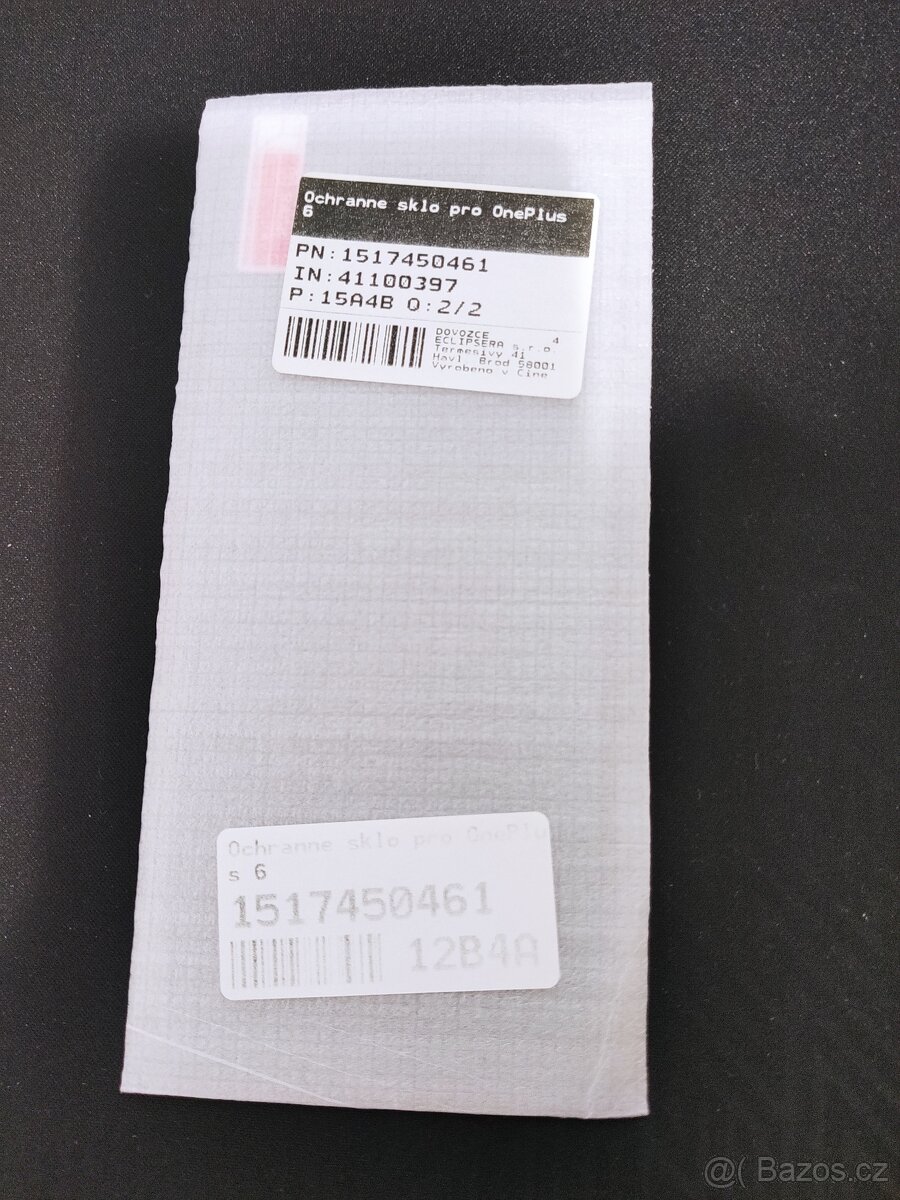 Ochranne sklo pro OnePlus
6
PN:1517450461
IN:41100397
P:15A4B Q:2/2
DOVOZCE 4
ECLIPSERA s.r.o.
Termesivy 41
Havl. Brod 58001
Vyrobeno v Cine
Ochranne sklo pro OnePlu
s 6
1517450461
12B4A
@( Bazos.cz